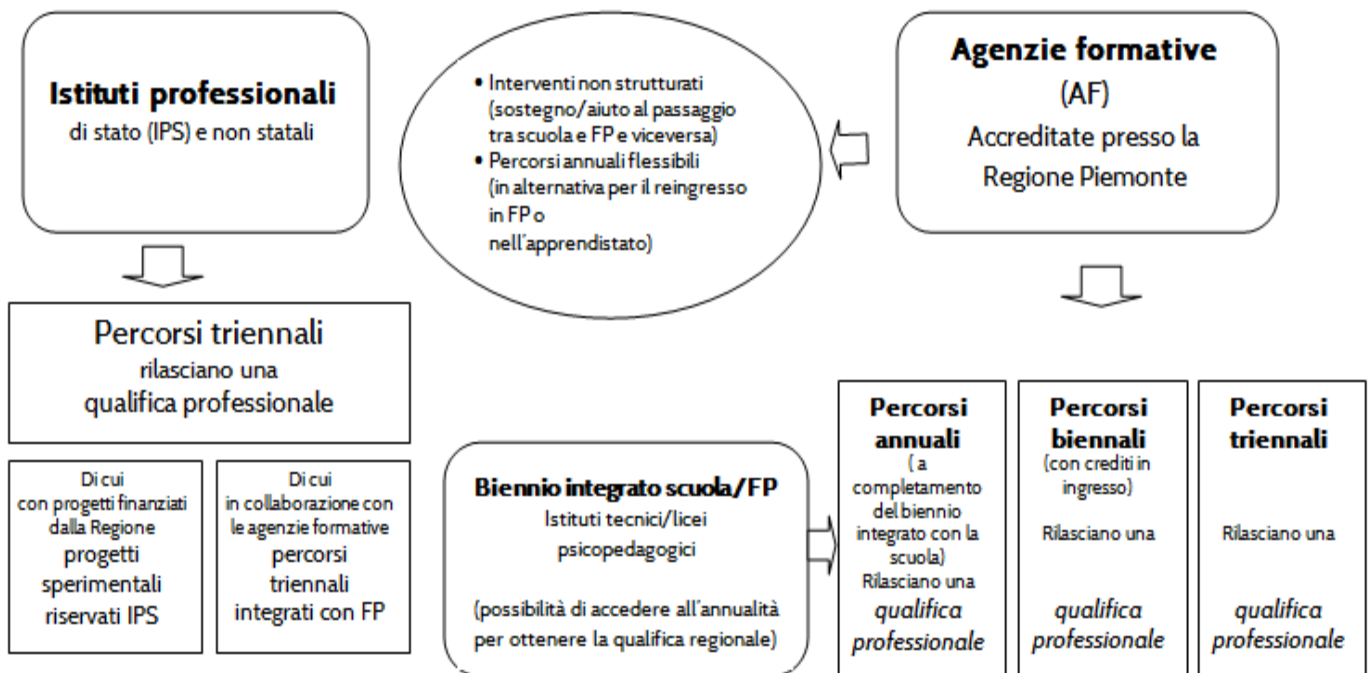 Istituti professionali
di stato (IPS) e non statali
• Interventi non strutturati
(sostegno/aiuto al passaggio
tra scuola e FP e viceversa)
• Percorsi annuali flessibili
(in alternativa per il reingresso
in FP o
nell'apprendistato)
Agenzie formative
(AF)
Accreditate presso la
Regione Piemonte
Percorsi triennali
rilasciano una
qualifica professionale
Di cui
con progetti finanziati
dalla Regione
progetti
sperimentali
riservati IPS
Di cui
in collaborazione con
le agenzie formative
percorsi
triennali
integrati con FP
Biennio integrato scuola/FP
Istituti tecnici/licei
psicopedagogici
(possibilità di accedere all'annualità
per ottenere la qualifica regionale)
Percorsi
annuali
( a
completamento
del biennio
integrato con la
scuola)
Rilasciano una
qualifica
professionale
Percorsi
biennali
(con crediti in
ingresso)
Rilasciano una
qualifica
professionale
Percorsi
triennali
Rilasciano una
qualifica
professionale